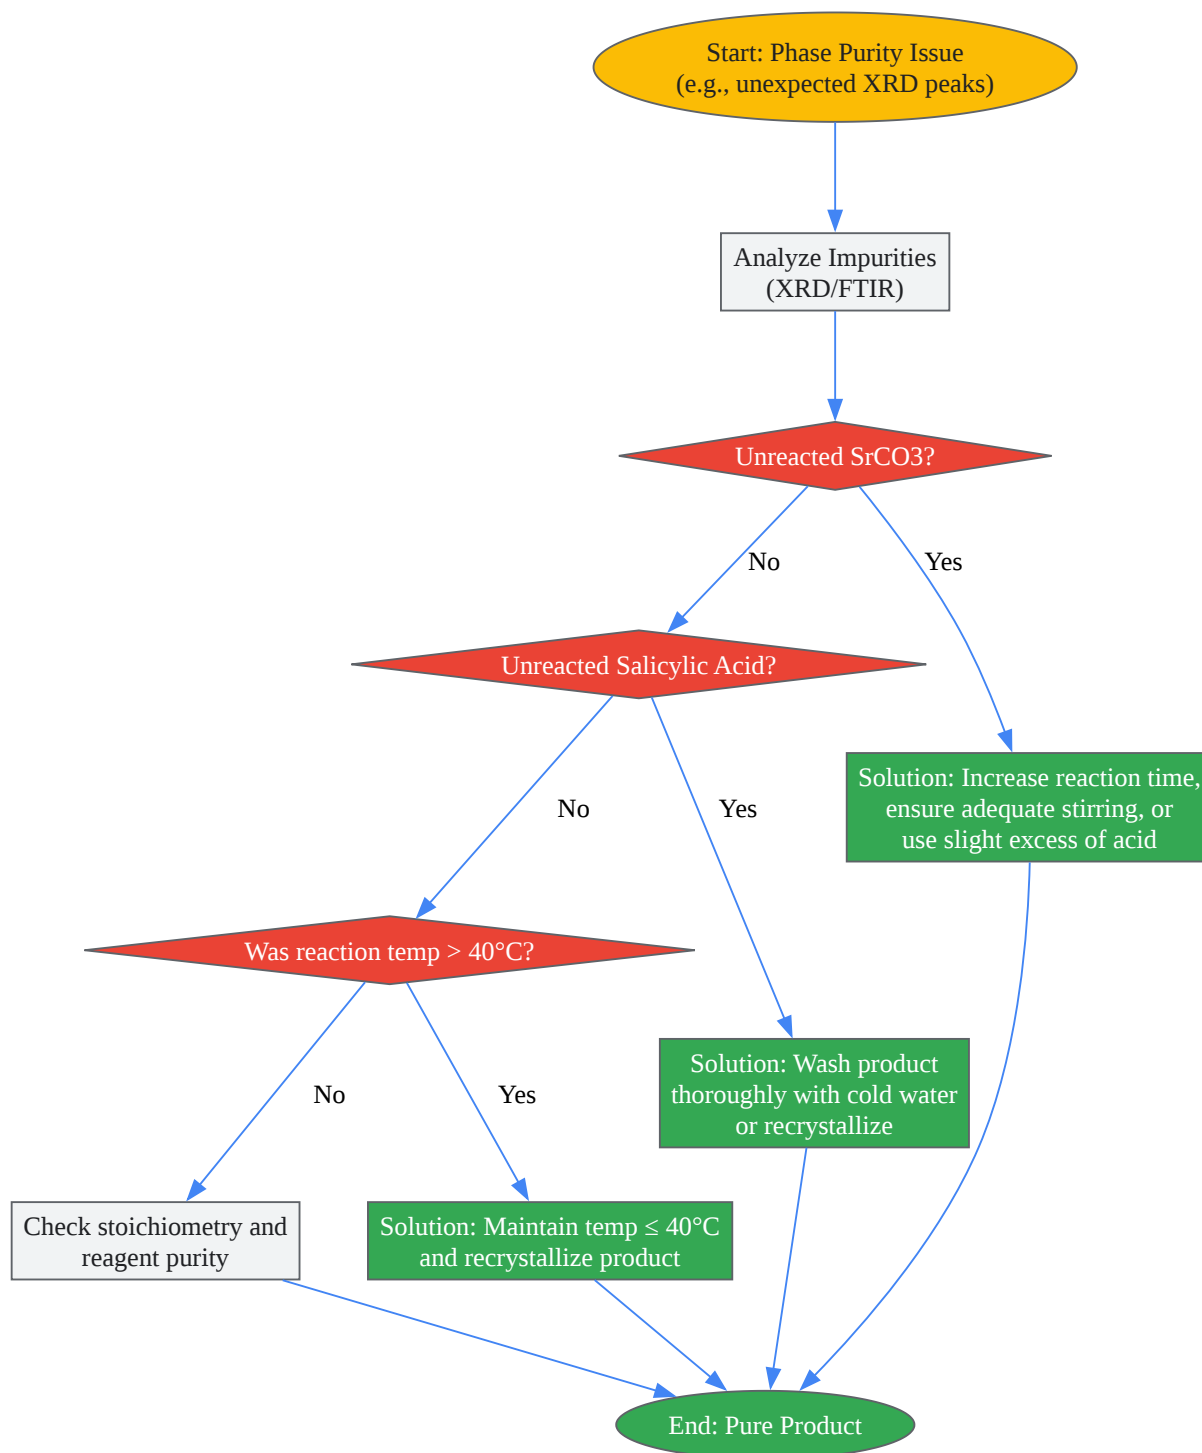 Start: Phase Purity Issue
(e.g., unexpected XRD peaks)
Analyze Impurities
(XRD/FTIR)
Unreacted SrCO3?
No
Yes
Unreacted Salicylic Acid?
Solution: Increase reaction time,
ensure adequate stirring, or
use slight excess of acid
No
Yes
Was reaction temp > 40°C?
Solution: Wash product
thoroughly with cold water
or recrystallize
No
Yes
Check stoichiometry and
reagent purity
Solution: Maintain temp ≤ 40°C
and recrystallize product
End: Pure Product